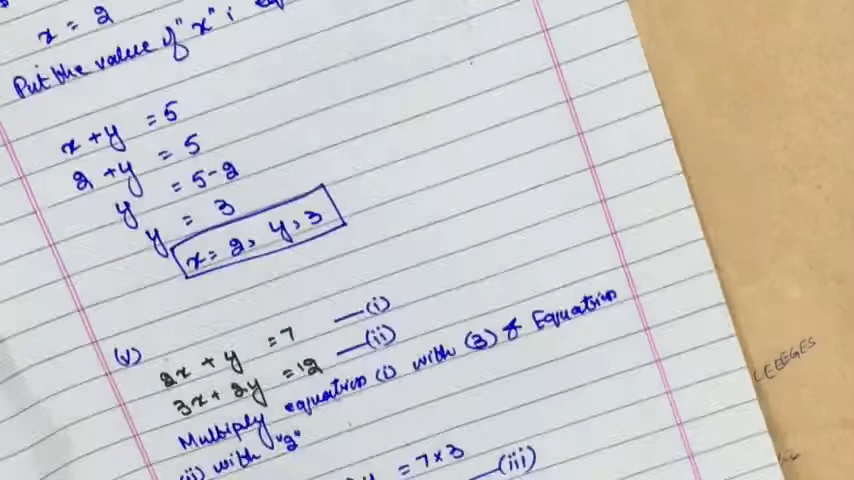 x = 2
Put the value of "x" i
x + y = 5
2 + y = 5
y = 5-2
y = 3
x = 2, y = 3
(v)
2x + y = 7 —(i)
3x + 2y = 12 —(ii)
Multiply equation (i) with (3) & Equation
(ii) with "2"
= 7×3
—(iii)